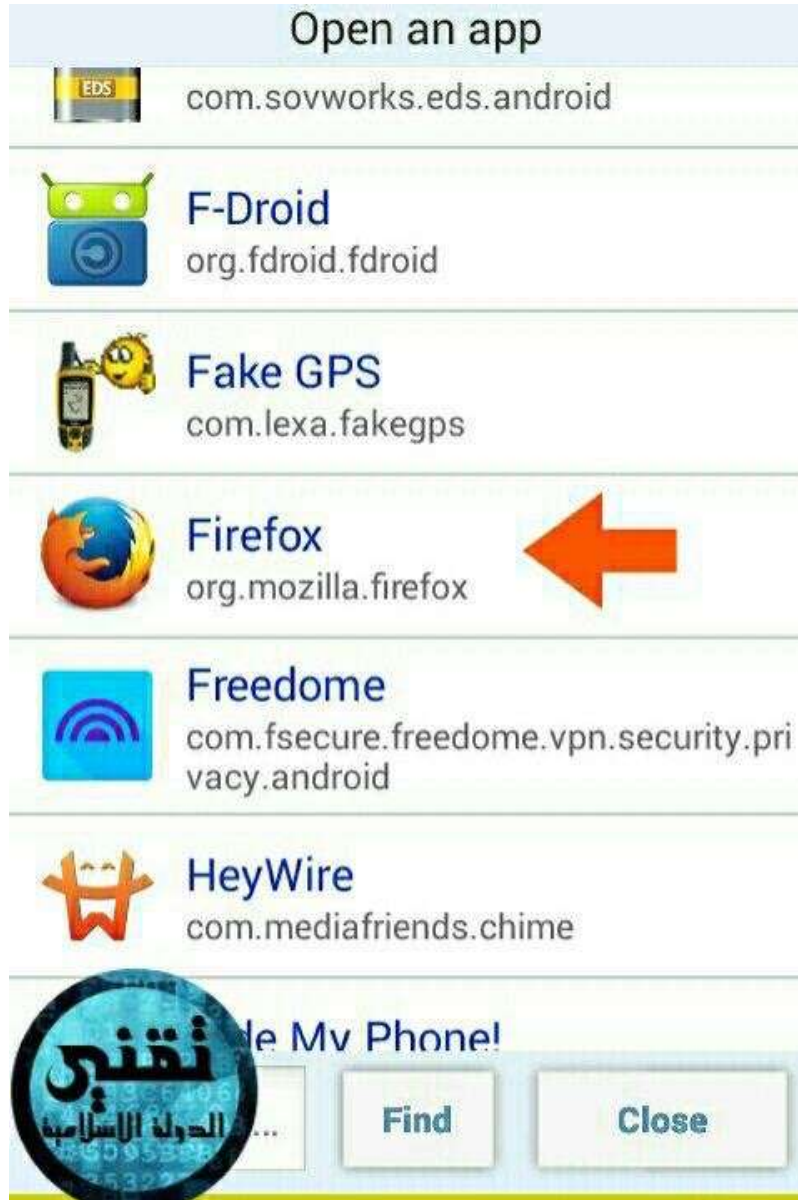 Open an app
EDS
com.sovworks.eds.android
F-Droid
org.fdroid.fdroid
Fake GPS
com.lexa.fakegps
Firefox
org.mozilla.firefox
Freedome
com.fsecure.freedome.vpn.security.pri
vacy.android
HeyWire
com.mediafriends.chime
de My Phone!
تقني
الدولة الاسلامية
...
Find
Close